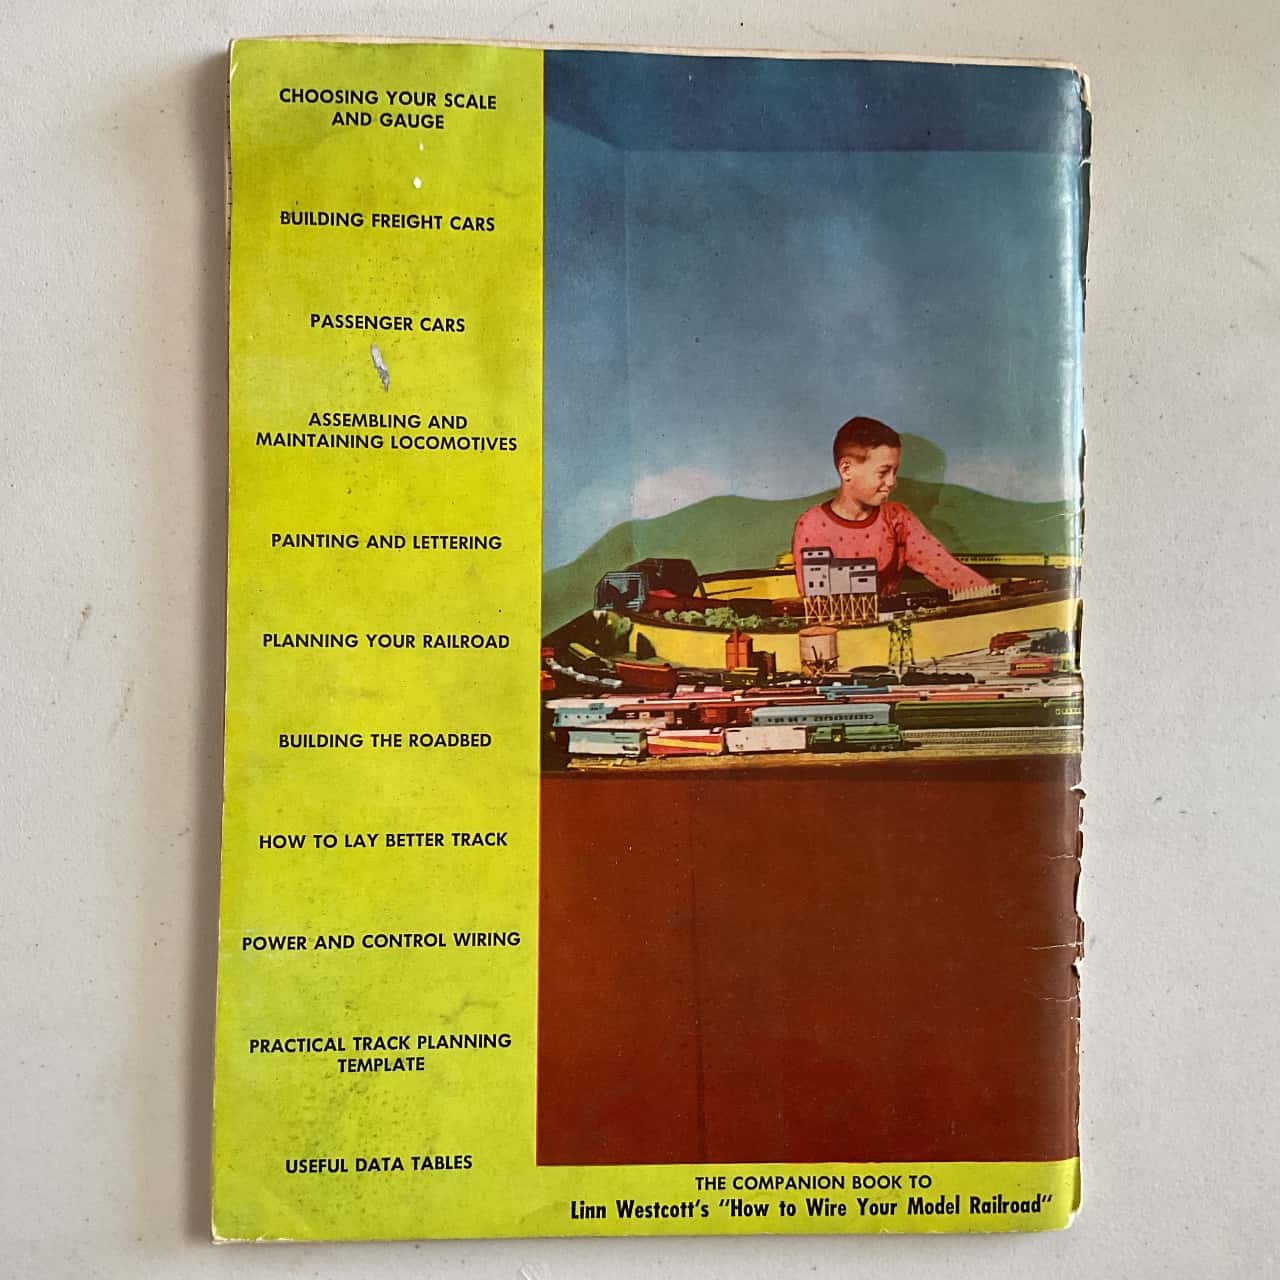 CHOOSING YOUR SCALE
AND GAUGE
BUILDING FREIGHT CARS
PASSENGER CARS
ASSEMBLING AND
MAINTAINING LOCOMOTIVES
PAINTING AND LETTERING
PLANNING YOUR RAILROAD
BUILDING THE ROADBED
HOW TO LAY BETTER TRACK
POWER AND CONTROL WIRING
PRACTICAL TRACK PLANNING
TEMPLATE
USEFUL DATA TABLES
THE COMPANION BOOK TO
Linn Westcott's "How to Wire Your Model Railroad"